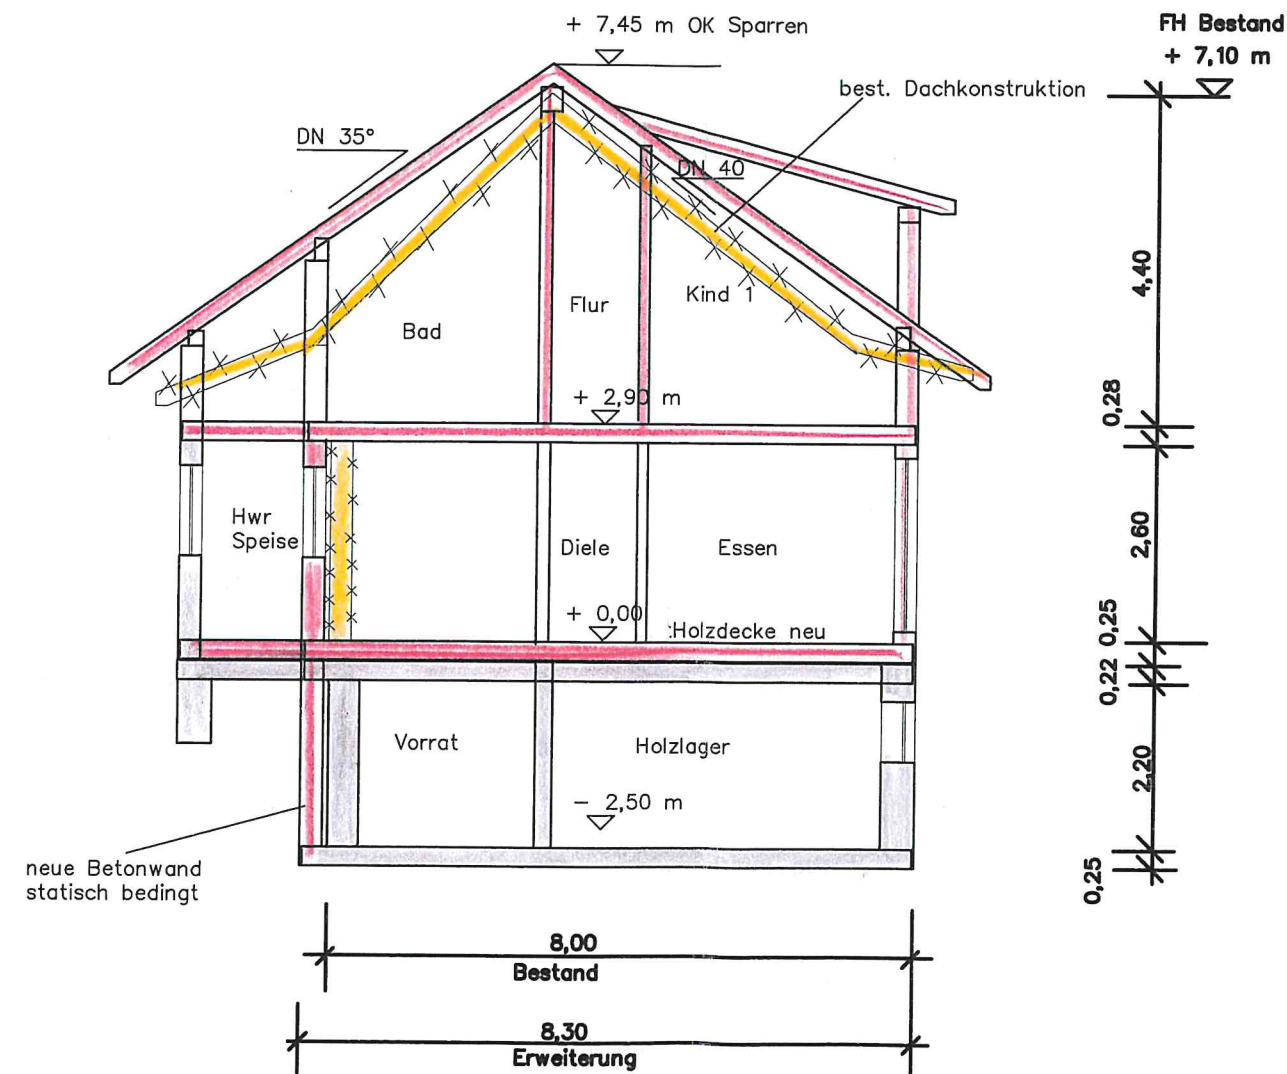 + 7,45 m OK Sparren
FH Bestand
+ 7,10 m
best. Dachkonstruktion
DN 35°
DN 40
4,40
Kind 1
Flur
Bad
+ 2,90 m
0,28
Hwr
Speise
Diele
Essen
2,60
+ 0,00
Holzdecke neu
0,25
0,22
Vorrat
Holzlager
2,20
- 2,50 m
neue Betonwand
statisch bedingt
0,25
8,00
Bestand
8,30
Erweiterung